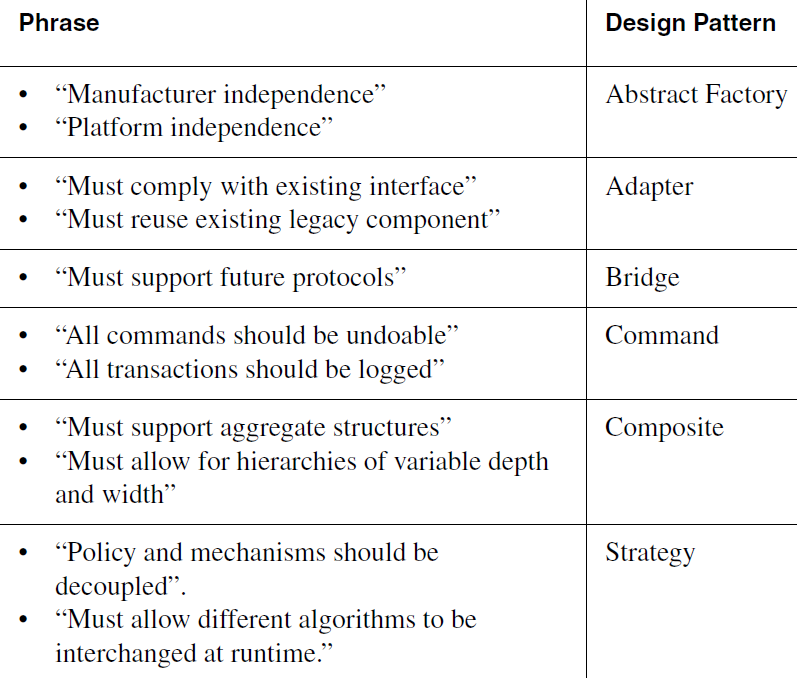 Phrase Design Pattern
• “Manufacturer independence” Abstract Factory
• “Platform independence”
• “Must comply with existing interface” Adapter
• “Must reuse existing legacy component”
• “Must support future protocols” Bridge
• “All commands should be undoable” Command
• “All transactions should be logged”
• “Must support aggregate structures” Composite
• “Must allow for hierarchies of variable depth
and width”
• “Policy and mechanisms should be Strategy
decoupled”.
• “Must allow different algorithms to be
interchanged at runtime.”